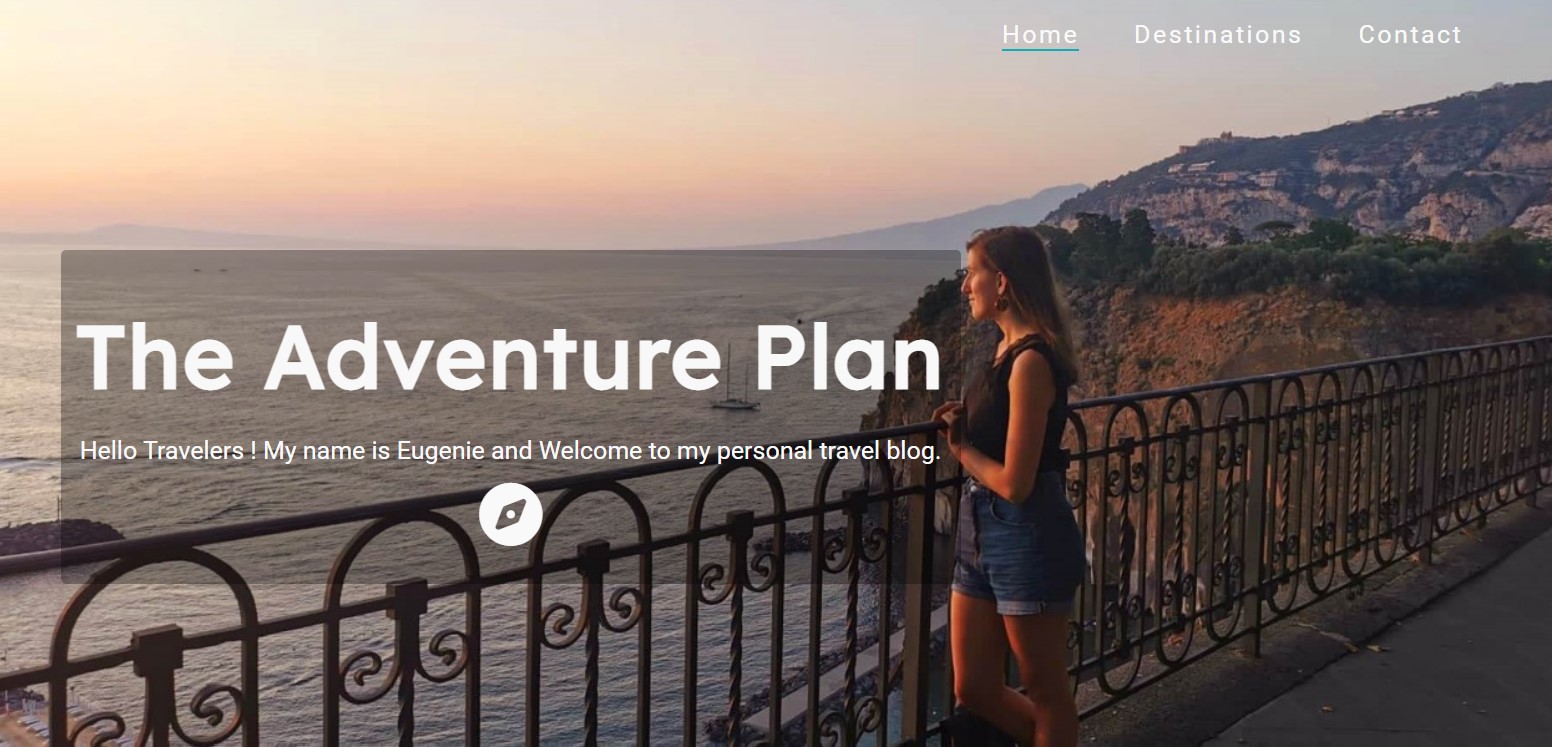 Home Destinations Contact
The Adventure Plan
Hello Travelers ! My name is Eugenie and Welcome to my personal travel blog.